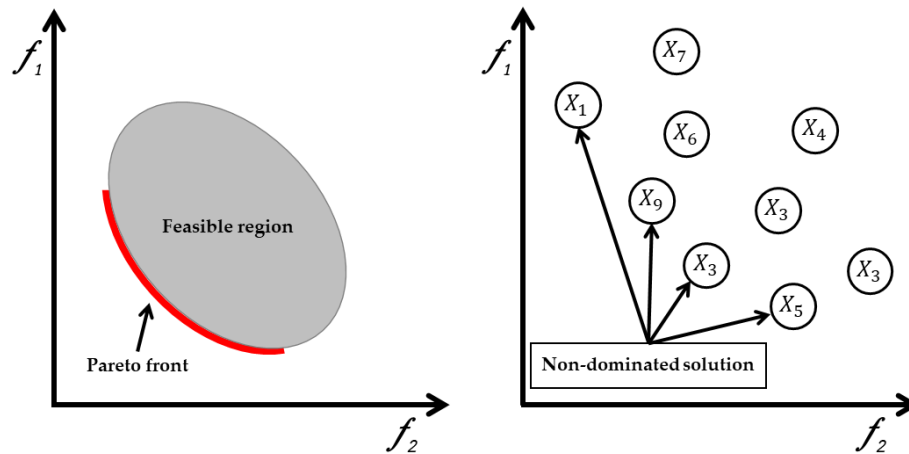 f₁
Feasible region
Pareto front
f₂
f₁
X₇
X₁
X₆
X₄
X₉
X₃
X₃
X₃
X₅
Non-dominated solution
f₂